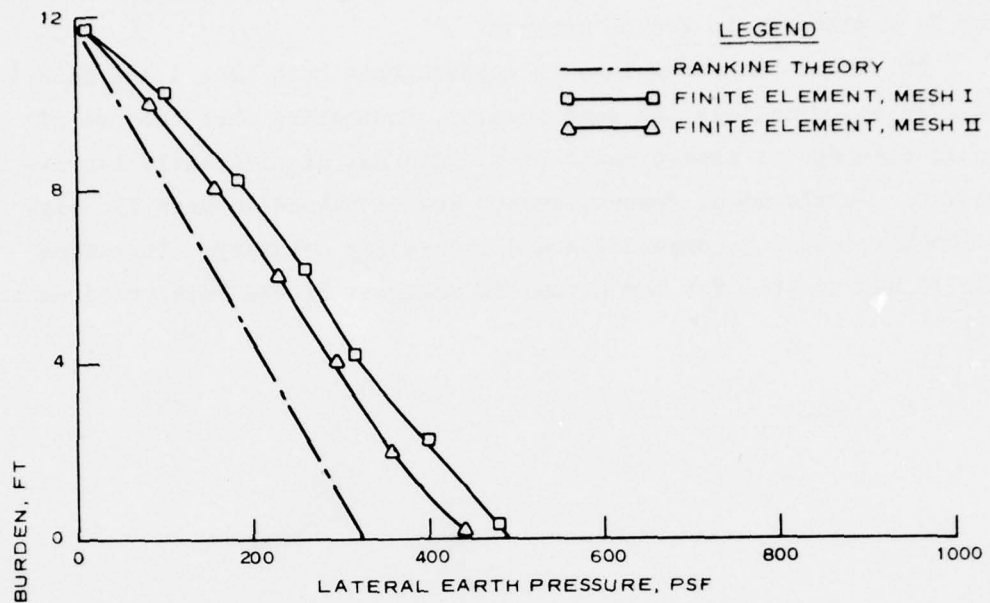 12
8
4
0
BURDEN, FT
0
200
400
600
800
1000
LATERAL EARTH PRESSURE, PSF
LEGEND
RANKINE THEORY
FINITE ELEMENT, MESH I
FINITE ELEMENT, MESH II